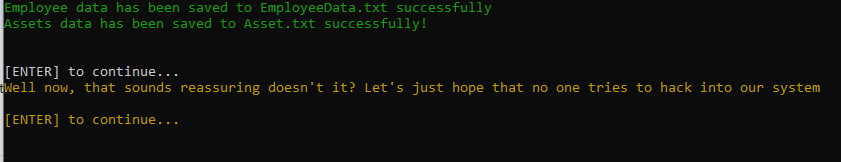 Employee data has been saved to EmployeeData.txt successfully
Assets data has been saved to Asset.txt successfully!
[ENTER] to continue...
Well now, that sounds reassuring doesn't it? Let's just hope that no one tries to hack into our system
[ENTER] to continue...